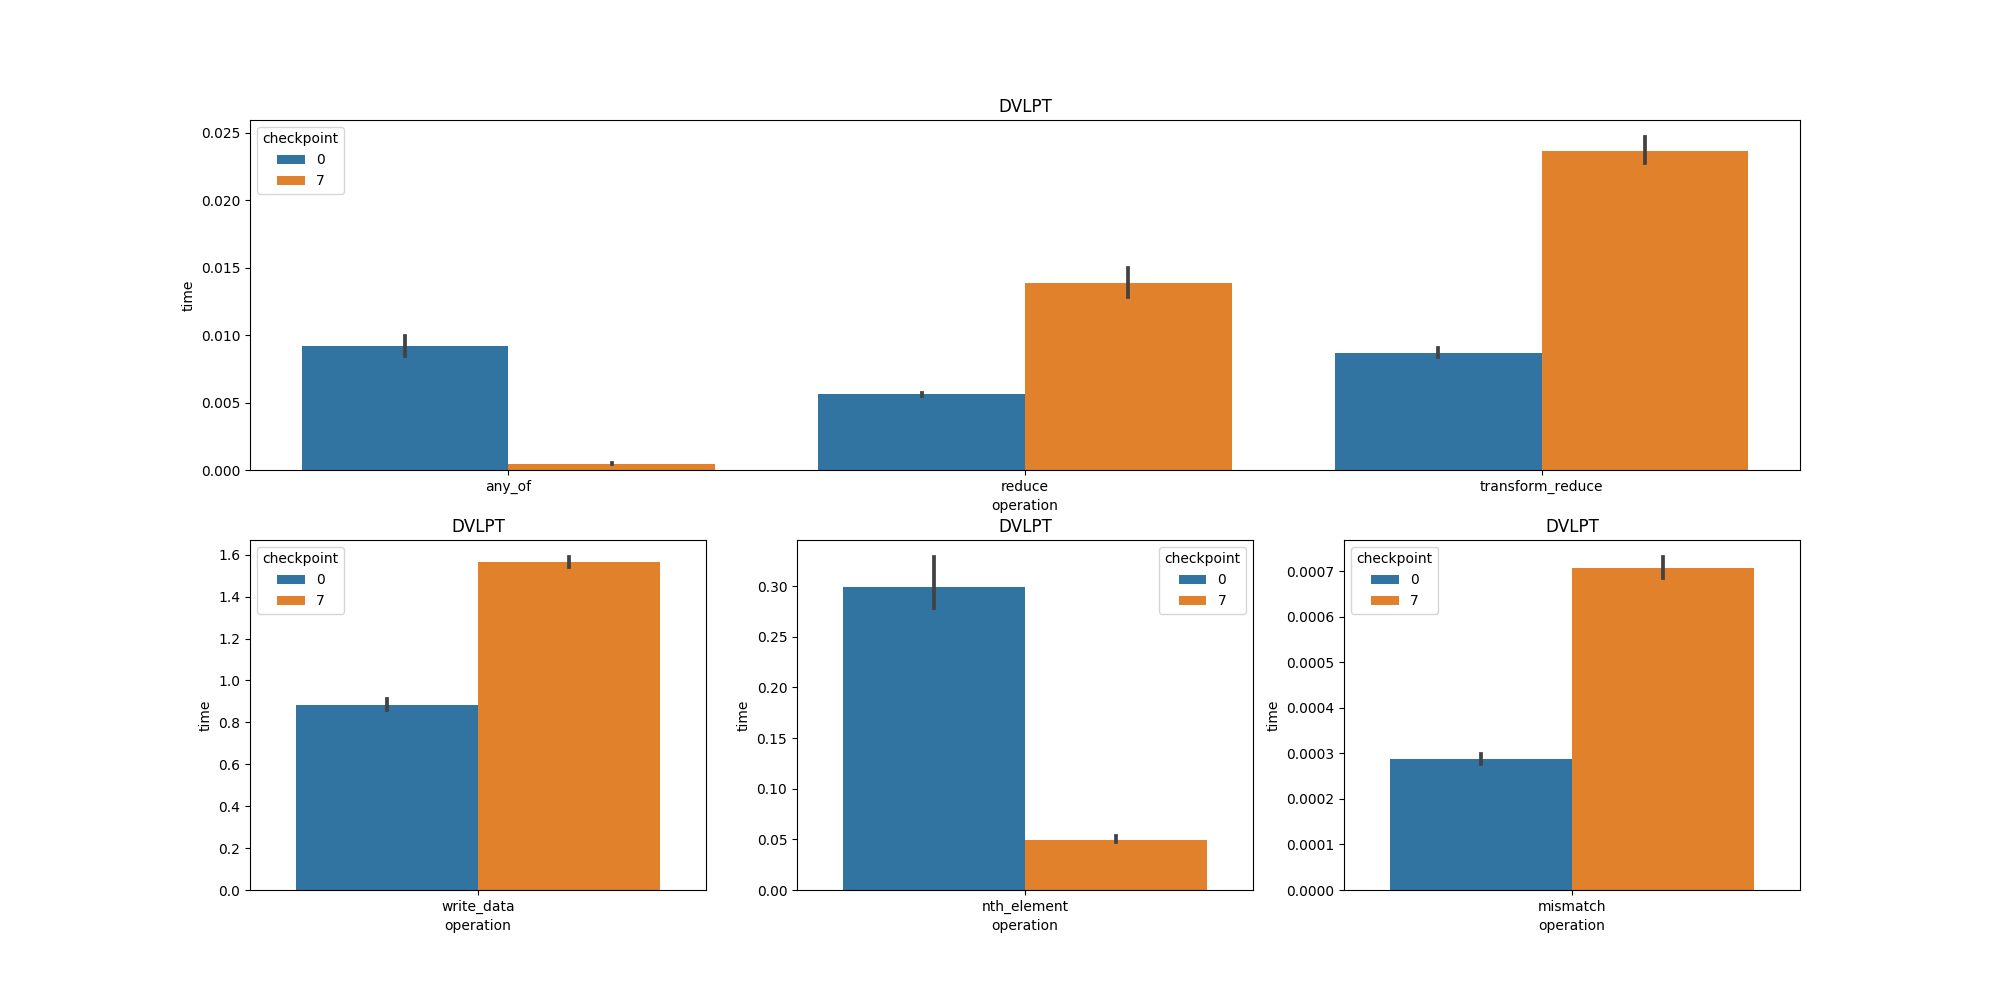 DVLPT
checkpoint
0
7
0.025
0.020
0.015
0.010
0.005
0.000
time
any_of
reduce
transform_reduce
operation
DVLPT
checkpoint
0
7
1.6
1.4
1.2
1.0
0.8
0.6
0.4
0.2
0.0
time
write_data
operation
DVLPT
checkpoint
0
7
0.30
0.25
0.20
0.15
0.10
0.05
0.00
time
nth_element
operation
DVLPT
checkpoint
0
7
0.0007
0.0006
0.0005
0.0004
0.0003
0.0002
0.0001
0.0000
time
mismatch
operation